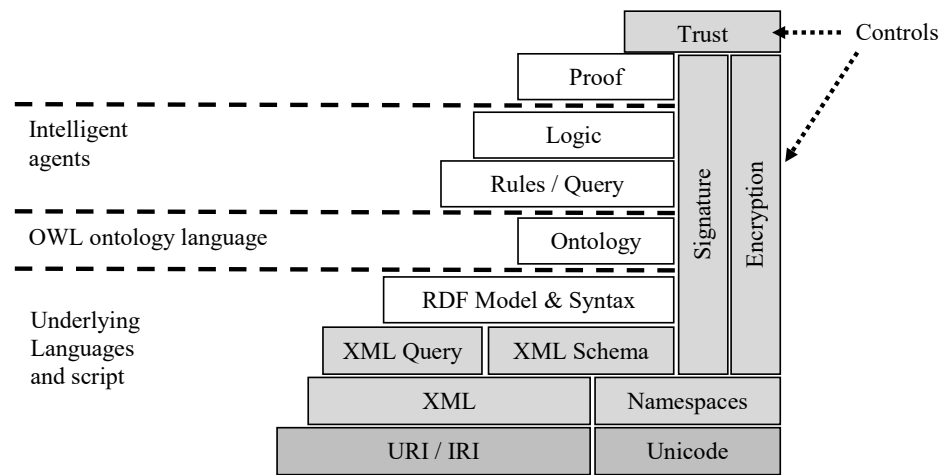 Trust
Controls
Proof
Intelligent
agents
Logic
Rules / Query
Signature
Encryption
OWL ontology language
Ontology
RDF Model & Syntax
Underlying
Languages
and script
XML Query
XML Schema
XML
Namespaces
URI / IRI
Unicode